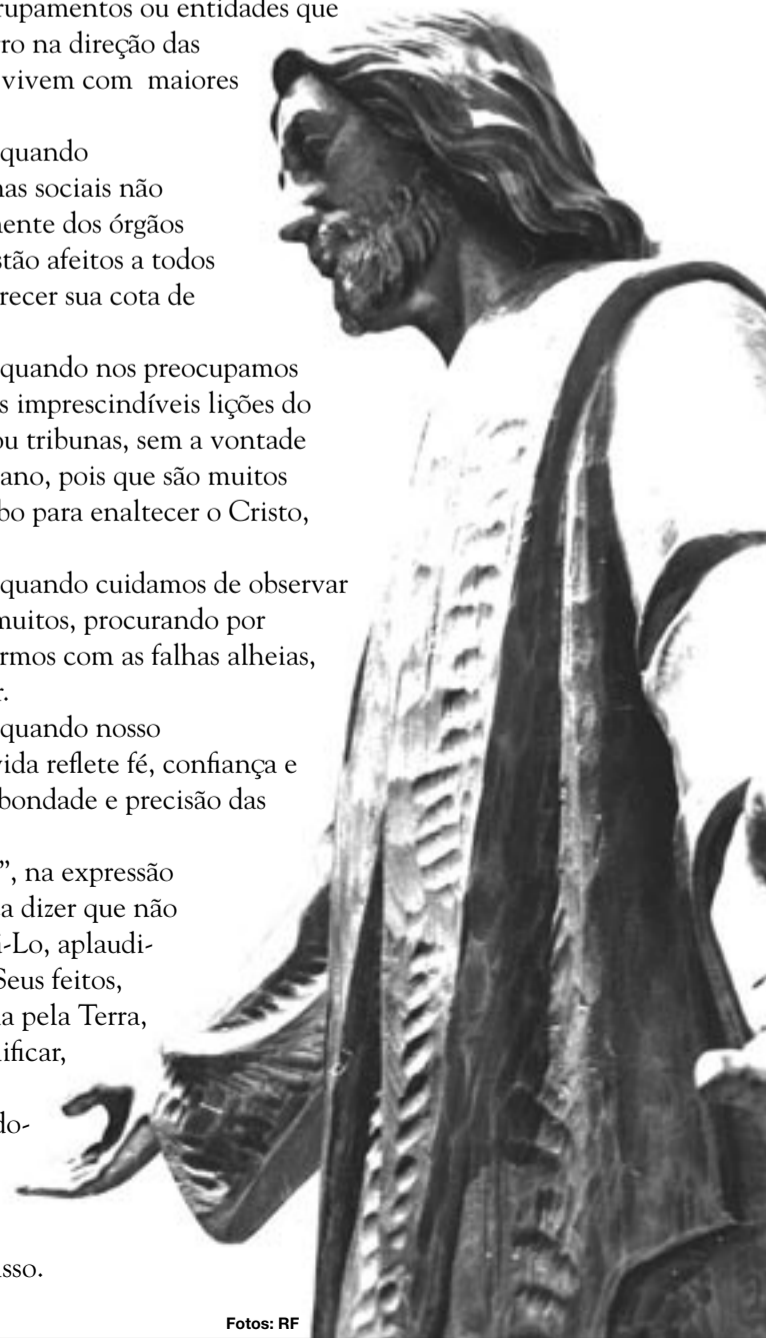 rupamentos ou entidades que
ro na direção das
vivem com maiores
quando
nas sociais não
nente dos órgãos
stão afeitos a todos
recer sua cota de
quando nos preocupamos
s imprescindíveis lições do
ou tribunas, sem a vontade
ano, pois que são muitos
bo para enaltecer o Cristo,
quando cuidamos de observar
muitos, procurando por
rmos com as falhas alheias,
r.
quando nosso
vida reflete fé, confiança e
bondade e precisão das
”, na expressão
a dizer que não
i-Lo, aplaudi-
Seus feitos,
a pela Terra,
ificar,
do-
sso.
Fotos: RF